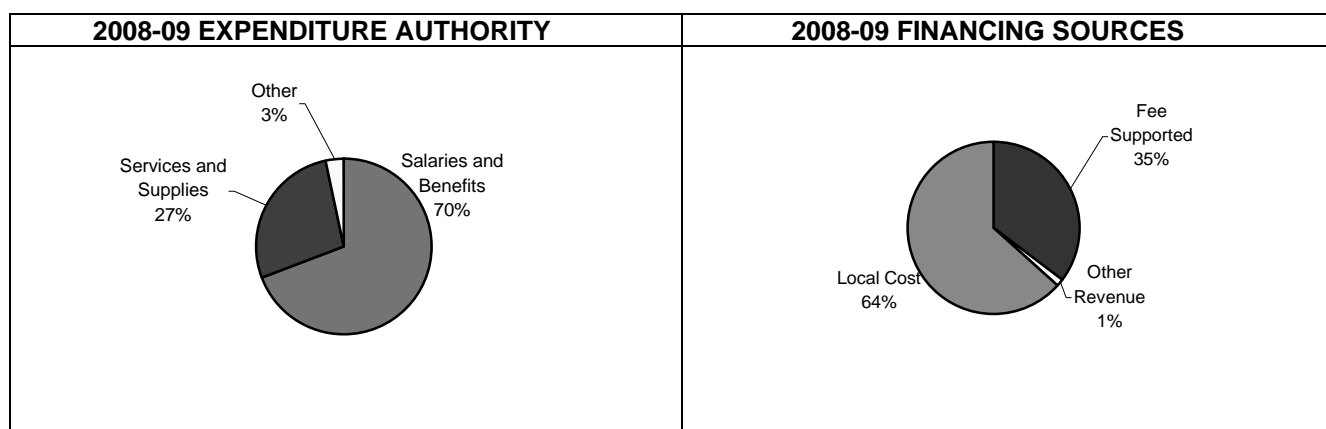 2008-09 EXPENDITURE AUTHORITY
Other
3%
Services and
Supplies
27%
Salaries and
Benefits
70%
2008-09 FINANCING SOURCES
Fee
Supported
35%
Local Cost
64%
Other
Revenue
1%